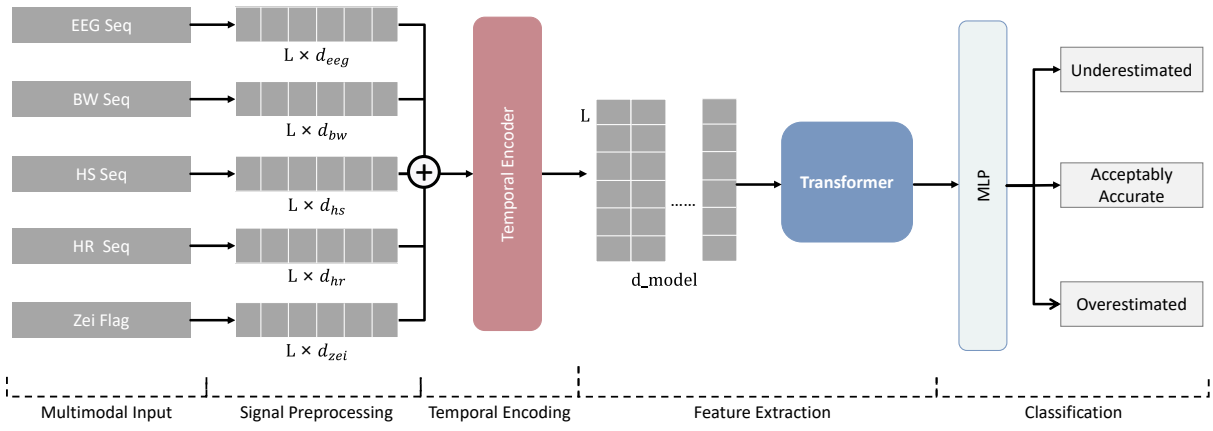 EEG Seq
L × d_eeg
BW Seq
L × d_bw
HS Seq
L × d_hs
HR Seq
L × d_hr
Zei Flag
L × d_zei
+
Temporal Encoder
L
......
d_model
Transformer
MLP
Underestimated
Acceptably
Accurate
Overestimated
Multimodal Input
Signal Preprocessing
Temporal Encoding
Feature Extraction
Classification